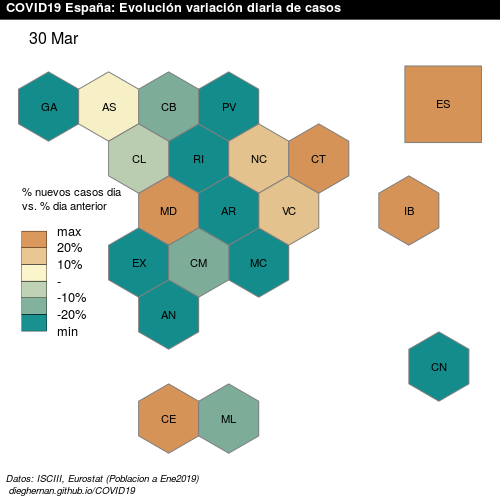 COVID19 España: Evolución variación diaria de casos
30 Mar
ES
GA AS CB PV
CL RI NC CT
% nuevos casos dia
vs. % dia anterior
MD AR VC IB
max
20%
10%
-
-10%
-20%
min
EX CM MC
AN
CN
CE ML
Datos: ISCIII, Eurostat (Poblacion a Ene2019)
dieghernan.github.io/COVID19